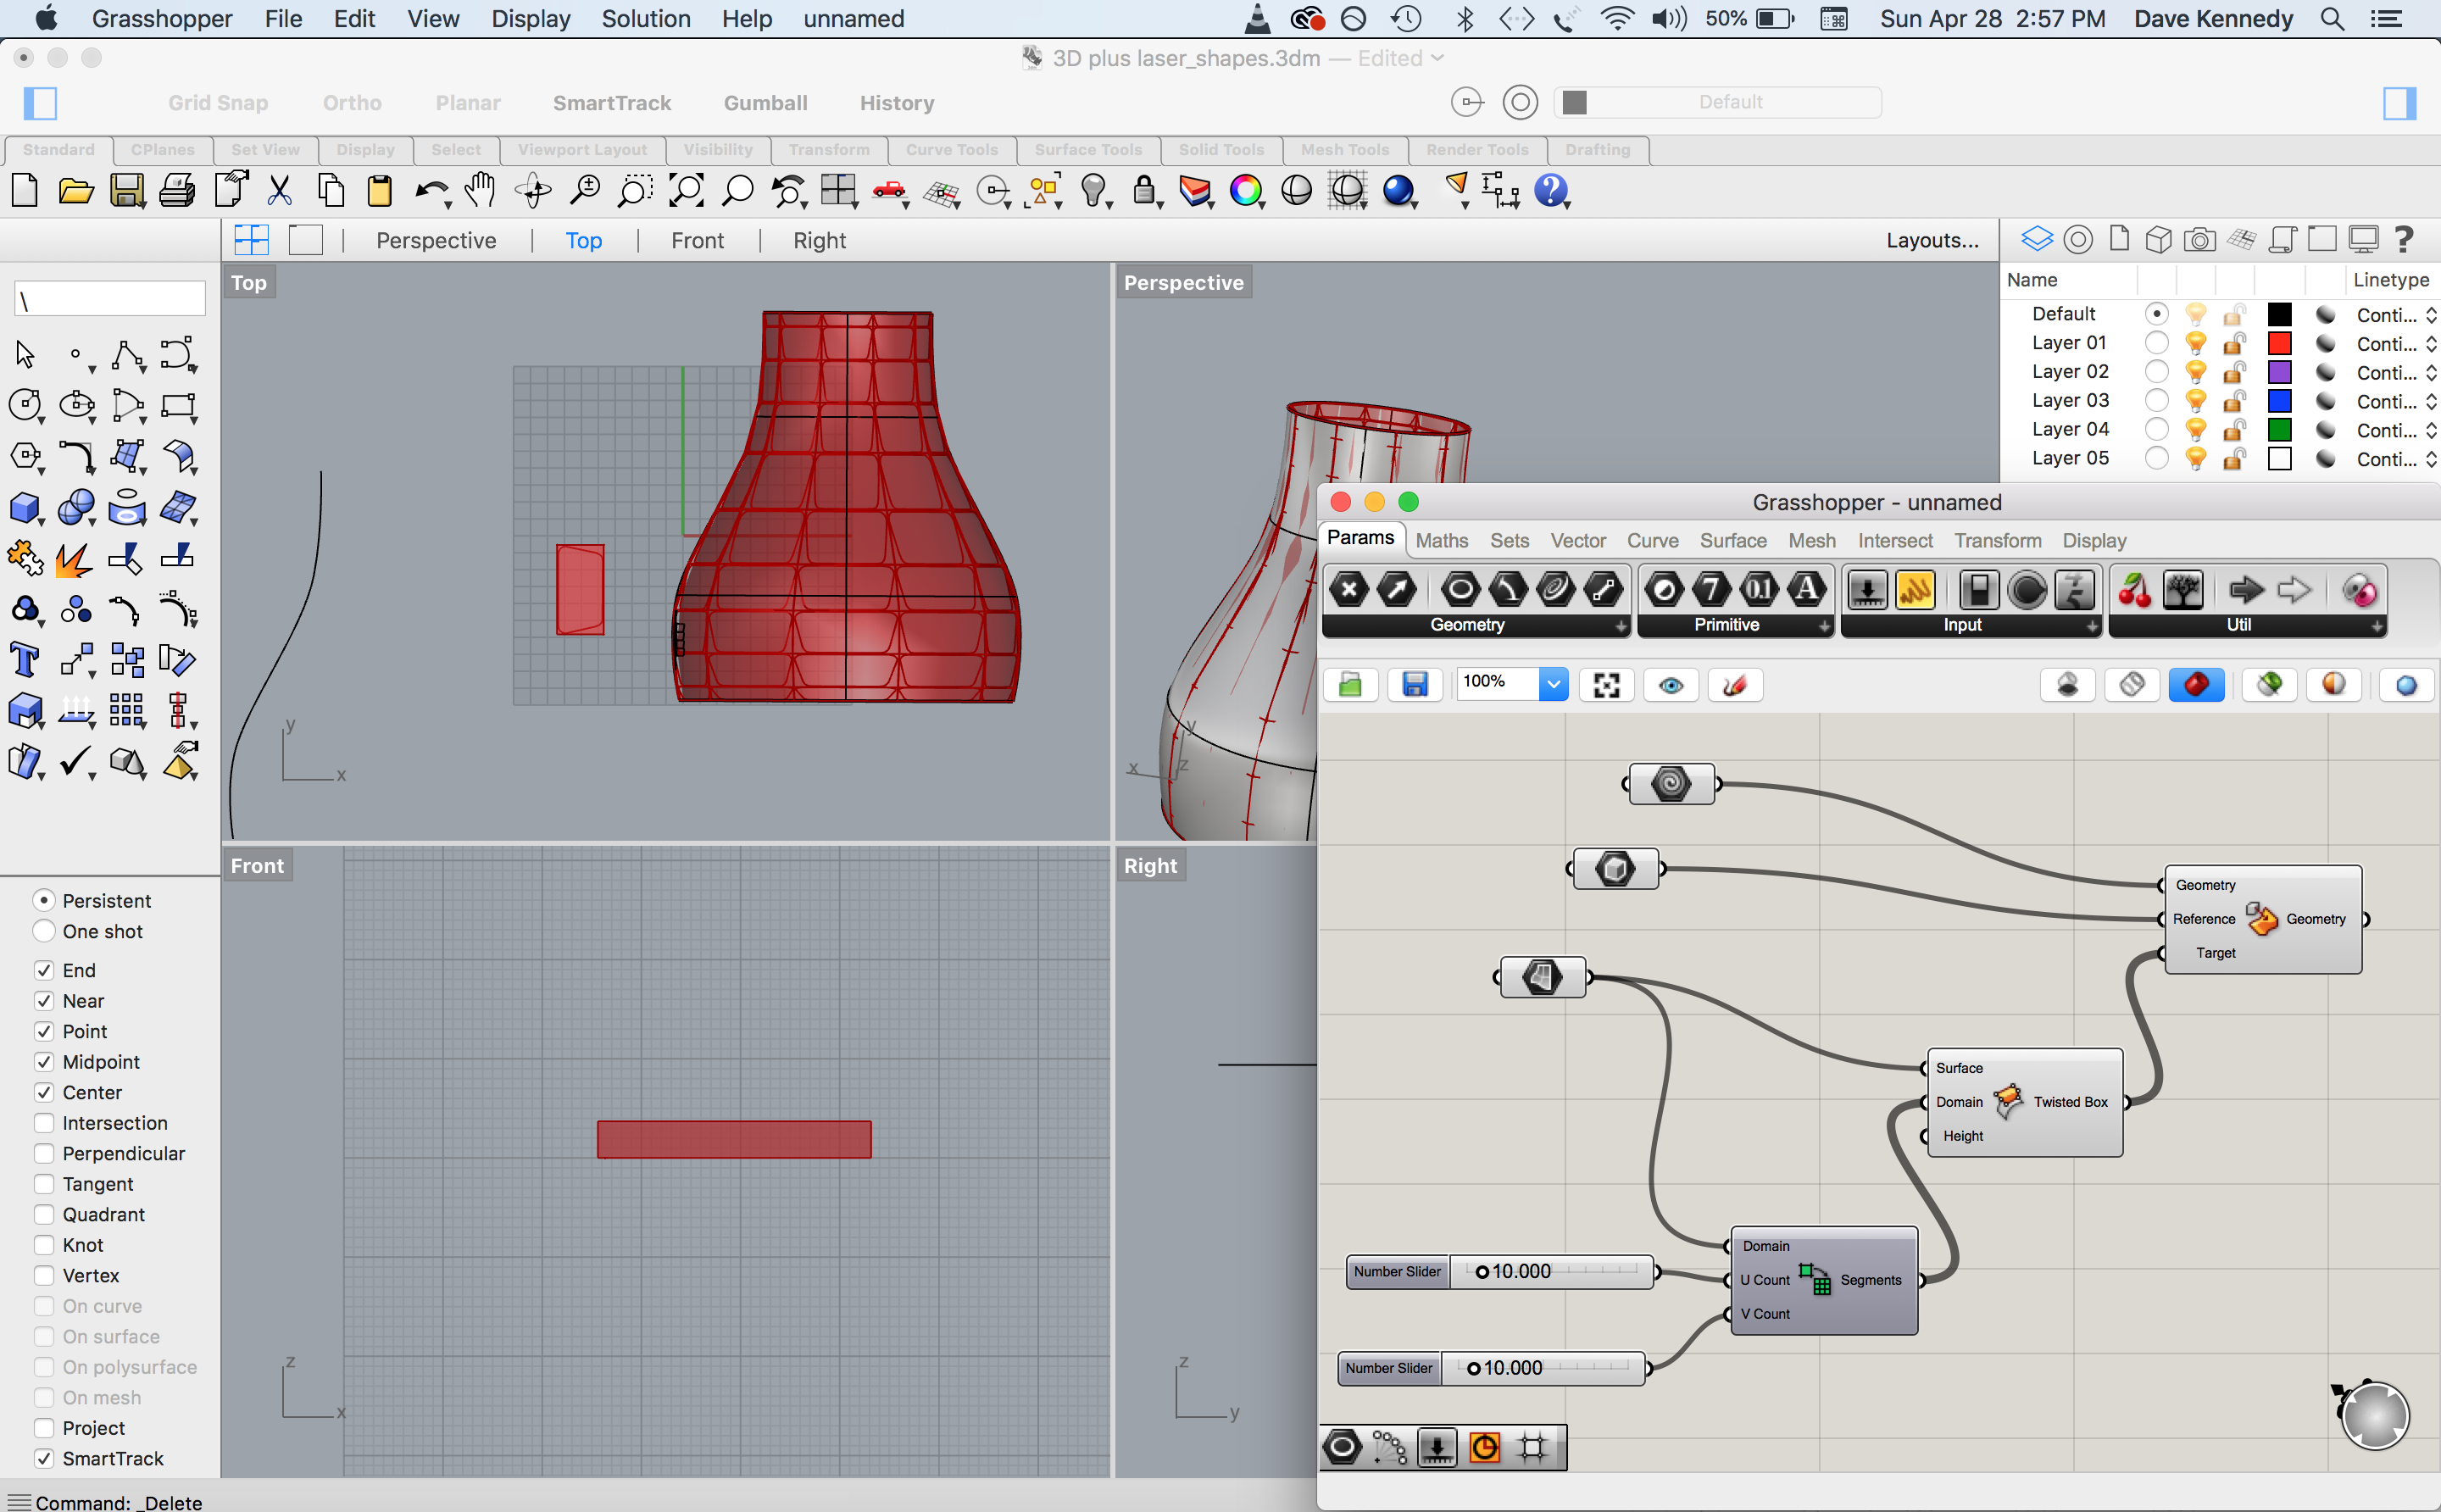 Grasshopper File Edit View Display Solution Help unnamed 50% Sun Apr 28 2:57 PM Dave Kennedy
3D plus laser_shapes.3dm — Edited
Grid Snap Ortho Planar SmartTrack Gumball History Default
Standard CPlanes Set View Display Select Viewport Layout Visibility Transform Curve Tools Surface Tools Solid Tools Mesh Tools Render Tools Drafting
Perspective Top Front Right Layouts...
\
Top
y
x
Perspective
x
y
z
Front
z
x
Right
z
y
Name Linetype
Default Conti...
Layer 01 Conti...
Layer 02 Conti...
Layer 03 Conti...
Layer 04 Conti...
Layer 05 Conti...
Grasshopper - unnamed
Params Maths Sets Vector Curve Surface Mesh Intersect Transform Display
7 0.1 A
Geometry Primitive Input Util
100%
Geometry
Reference Geometry
Target
Surface
Domain Twisted Box
Height
Domain
U Count Segments
V Count
Number Slider 10.000
Number Slider 10.000
Persistent
One shot
End
Near
Point
Midpoint
Center
Intersection
Perpendicular
Tangent
Quadrant
Knot
Vertex
On curve
On surface
On polysurface
On mesh
Project
SmartTrack
Command: _Delete